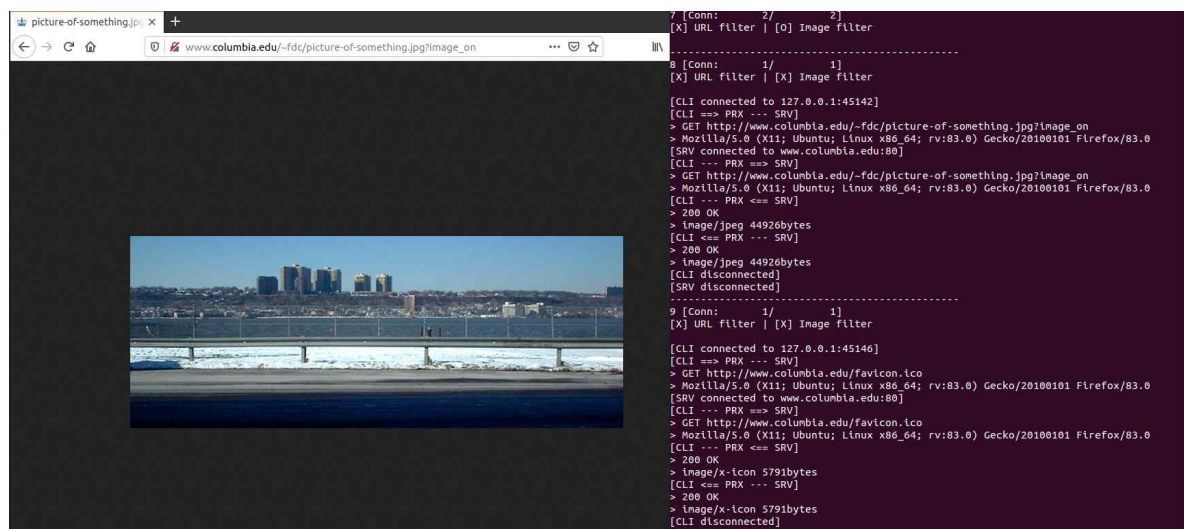 picture-of-something.jpg
www.columbia.edu/~fdc/picture-of-something.jpg?image_on
7 [Conn: 2/ 2]
[X] URL filter | [O] Image filter
-----------------------------------------------
8 [Conn: 1/ 1]
[X] URL filter | [X] Image filter
[CLI connected to 127.0.0.1:45142]
[CLI ==> PRX --- SRV]
> GET http://www.columbia.edu/~fdc/picture-of-something.jpg?image_on
> Mozilla/5.0 (X11; Ubuntu; Linux x86_64; rv:83.0) Gecko/20100101 Firefox/83.0
[SRV connected to www.columbia.edu:80]
[CLI --- PRX ==> SRV]
> GET http://www.columbia.edu/~fdc/picture-of-something.jpg?image_on
> Mozilla/5.0 (X11; Ubuntu; Linux x86_64; rv:83.0) Gecko/20100101 Firefox/83.0
[CLI --- PRX <== SRV]
> 200 OK
> image/jpeg 44926bytes
[CLI <== PRX --- SRV]
> 200 OK
> image/jpeg 44926bytes
[CLI disconnected]
[SRV disconnected]
-----------------------------------------------
9 [Conn: 1/ 1]
[X] URL filter | [X] Image filter
[CLI connected to 127.0.0.1:45146]
[CLI ==> PRX --- SRV]
> GET http://www.columbia.edu/favicon.ico
> Mozilla/5.0 (X11; Ubuntu; Linux x86_64; rv:83.0) Gecko/20100101 Firefox/83.0
[SRV connected to www.columbia.edu:80]
[CLI --- PRX ==> SRV]
> GET http://www.columbia.edu/favicon.ico
> Mozilla/5.0 (X11; Ubuntu; Linux x86_64; rv:83.0) Gecko/20100101 Firefox/83.0
[CLI --- PRX <== SRV]
> 200 OK
> image/x-icon 5791bytes
[CLI <== PRX --- SRV]
> 200 OK
> image/x-icon 5791bytes
[CLI disconnected]